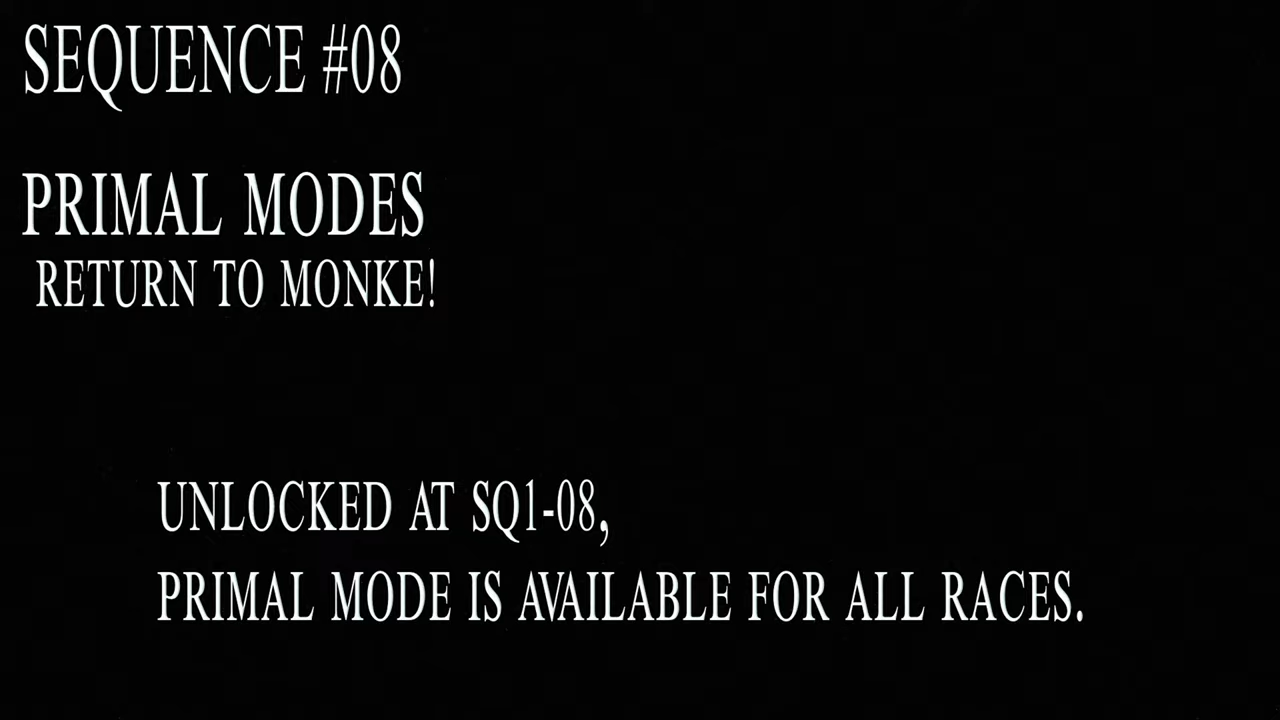 SEQUENCE #08
PRIMAL MODES
RETURN TO MONKE!
UNLOCKED AT SQ1-08,
PRIMAL MODE IS AVAILABLE FOR ALL RACES.